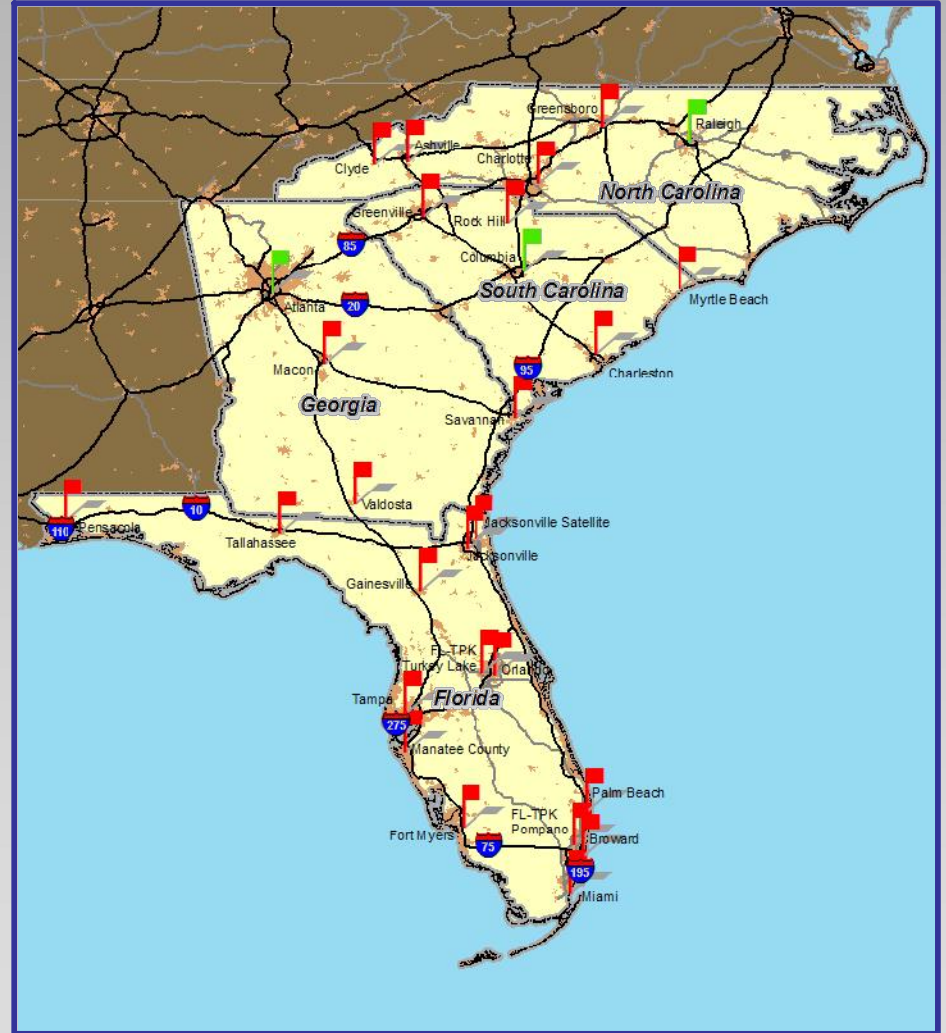 Greensboro
Raleigh
Ashville
Clyde
Charlotte
North Carolina
Greenville
Rock Hill
85
Columbia
South Carolina
Myrtle Beach
Atlanta
20
Macon
95
Charleston
Georgia
Savannah
Valdosta
10
110
Pensacola
Tallahassee
Jacksonville Satellite
Jacksonville
Gainesville
FL-TPK
Turkey Lake
Orlando
Tampa
Florida
275
Manatee County
Palm Beach
FL-TPK
Pompano
Broward
Fort Myers
75
195
Miami